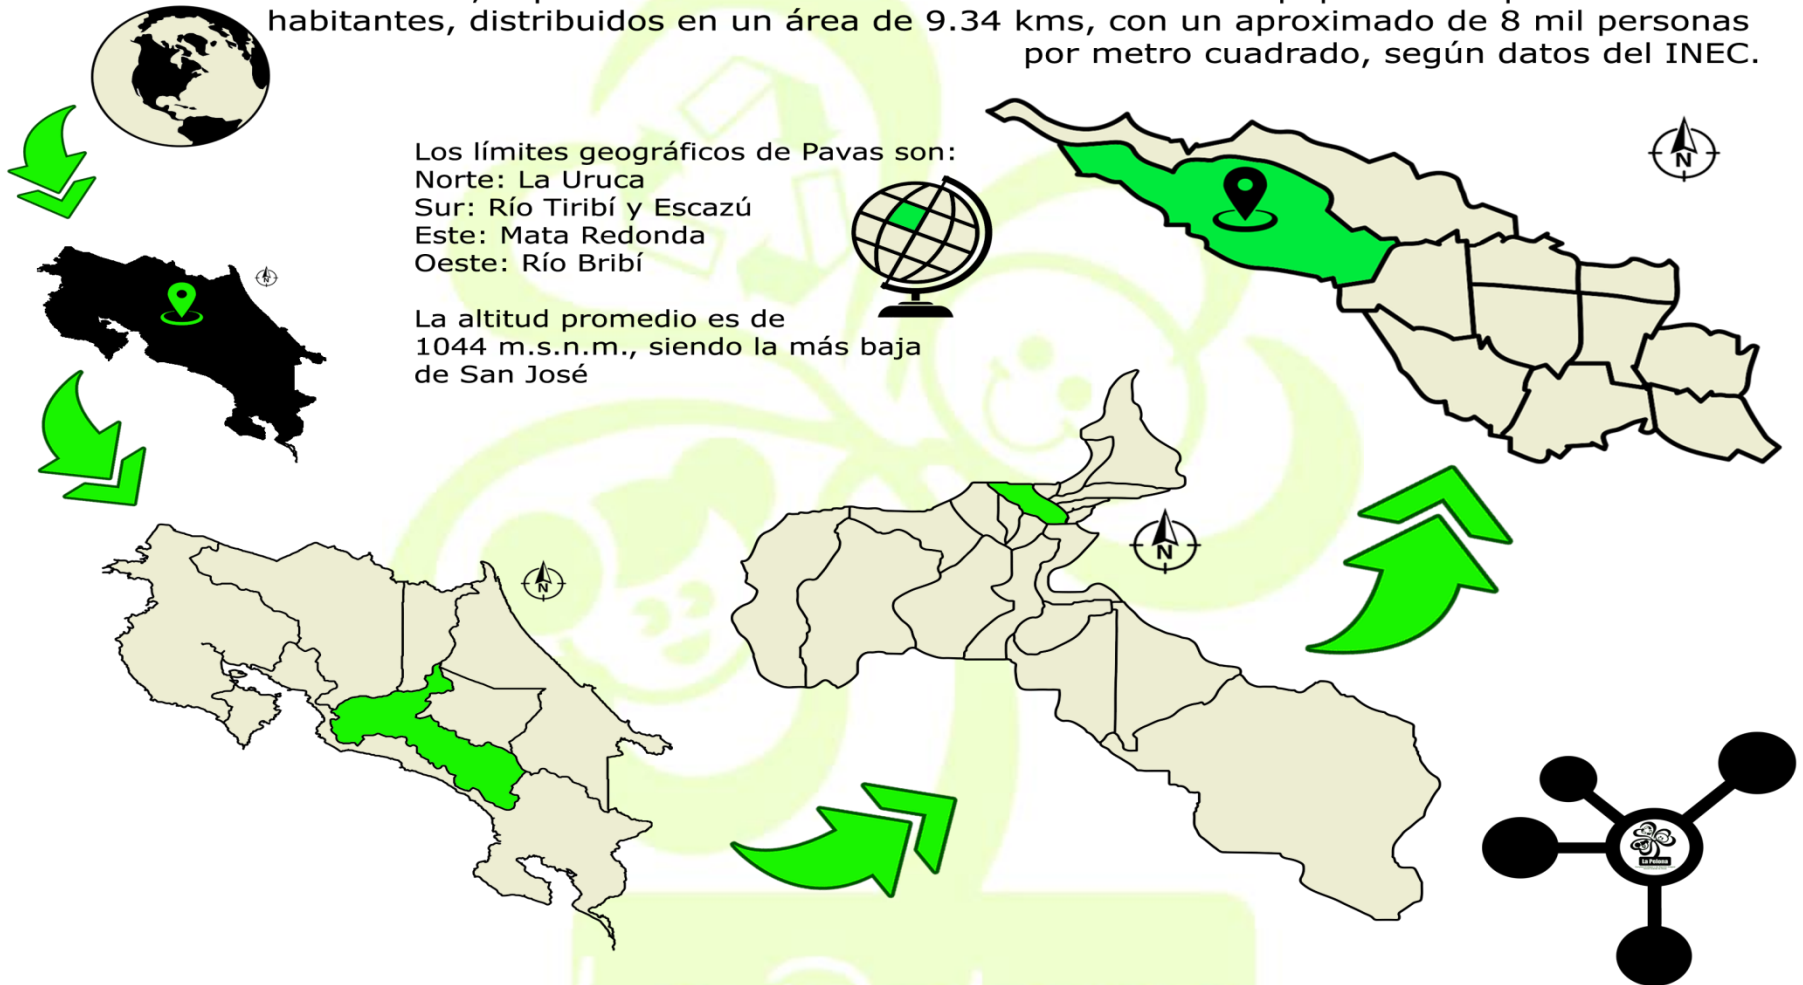 habitantes, distribuidos en un área de 9.34 kms, con un aproximado de 8 mil personas
por metro cuadrado, según datos del INEC.
Los límites geográficos de Pavas son:
Norte: La Uruca
Sur: Río Tiribí y Escazú
Este: Mata Redonda
Oeste: Río Bribí
La altitud promedio es de
1044 m.s.n.m., siendo la más baja
de San José
N
N
N
N
La Polona